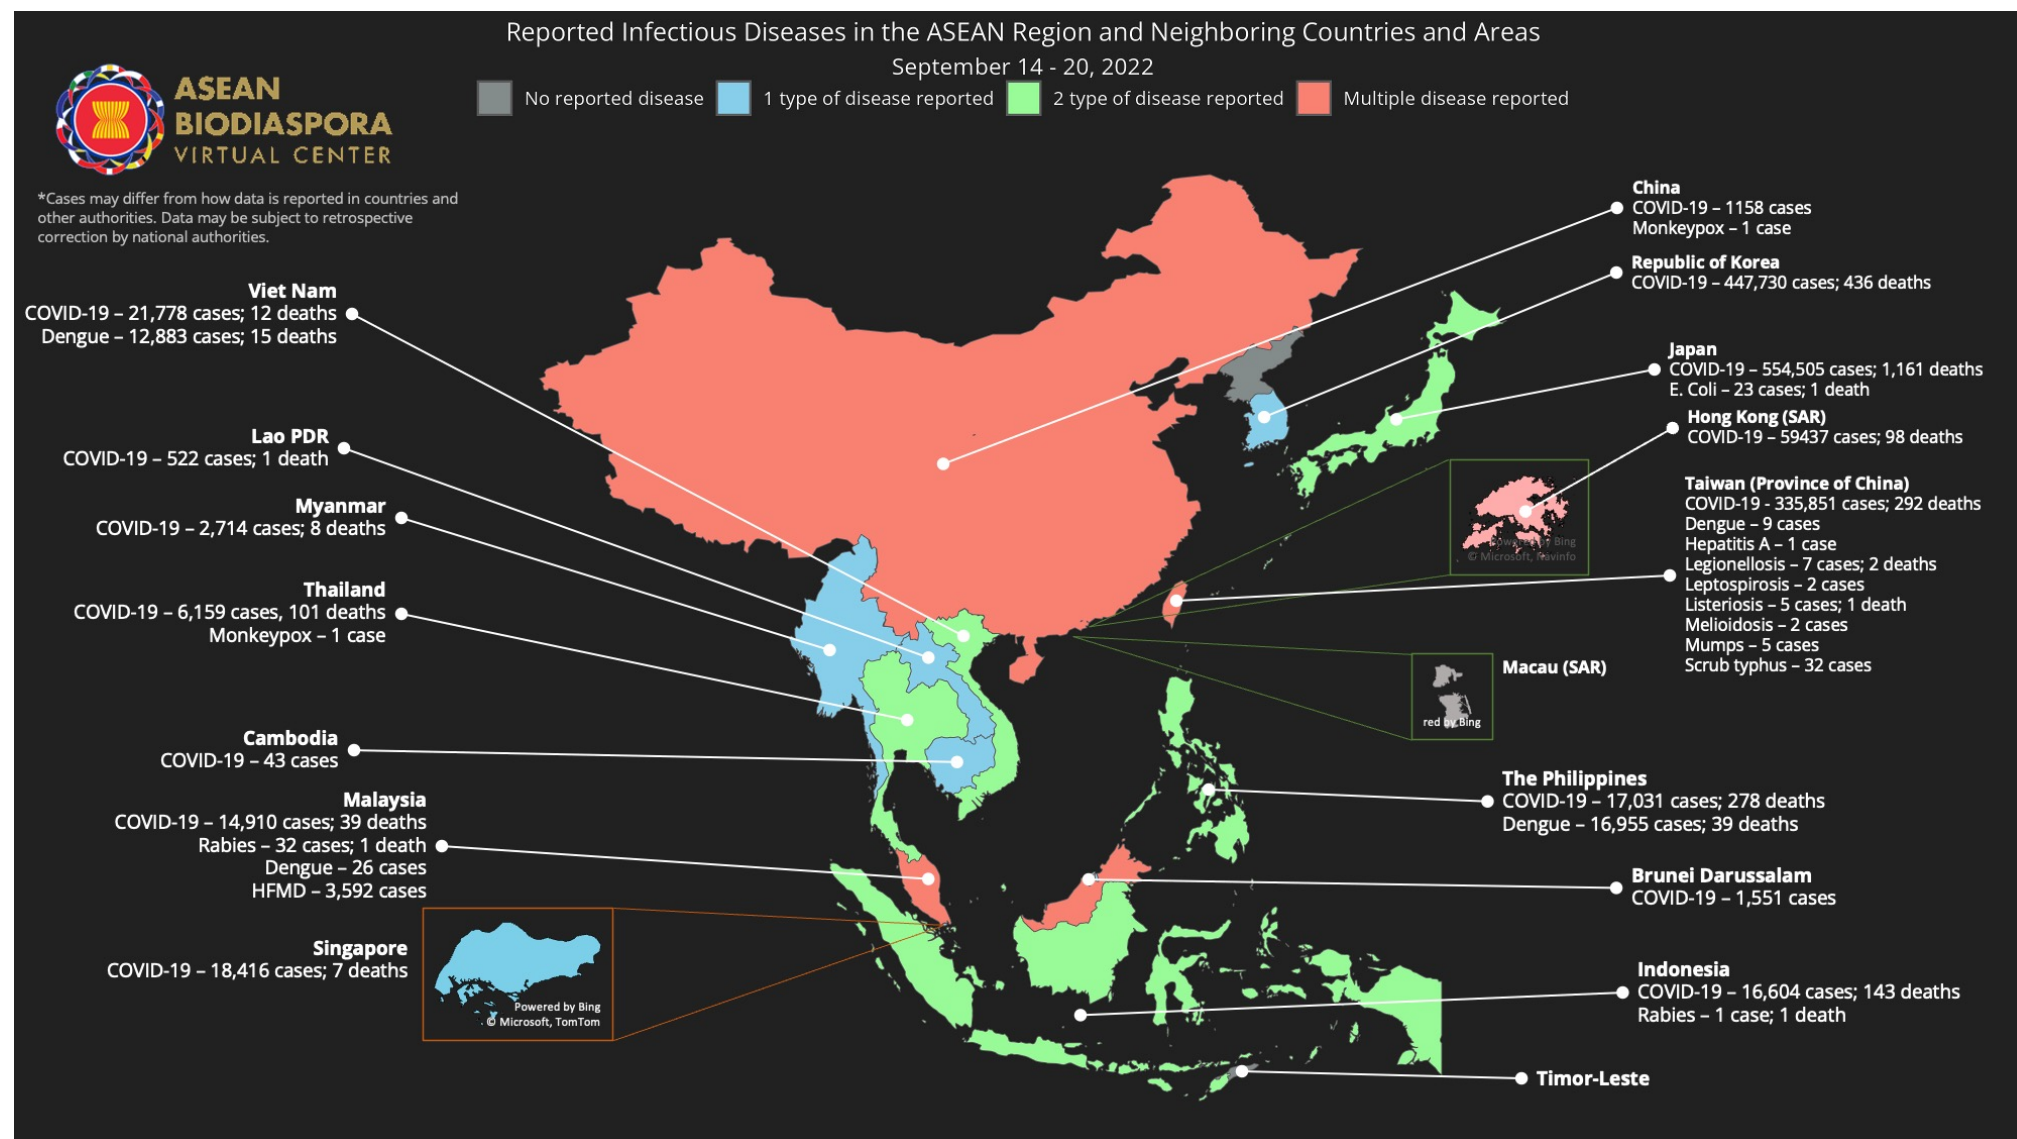 Reported Infectious Diseases in the ASEAN Region and Neighboring Countries and Areas
September 14 - 20, 2022
No reported disease
1 type of disease reported
2 type of disease reported
Multiple disease reported
ASEAN
BIODIASPORA
VIRTUAL CENTER
*Cases may differ from how data is reported in countries and
other authorities. Data may be subject to retrospective
correction by national authorities.
Viet Nam
COVID-19 – 21,778 cases; 12 deaths
Dengue – 12,883 cases; 15 deaths
Lao PDR
COVID-19 – 522 cases; 1 death
Myanmar
COVID-19 – 2,714 cases; 8 deaths
Thailand
COVID-19 – 6,159 cases, 101 deaths
Monkeypox – 1 case
Cambodia
COVID-19 – 43 cases
Malaysia
COVID-19 – 14,910 cases; 39 deaths
Rabies – 32 cases; 1 death
Dengue – 26 cases
HFMD – 3,592 cases
Singapore
COVID-19 – 18,416 cases; 7 deaths
Powered by Bing
© Microsoft, TomTom
China
COVID-19 – 1158 cases
Monkeypox – 1 case
Republic of Korea
COVID-19 – 447,730 cases; 436 deaths
Japan
COVID-19 – 554,505 cases; 1,161 deaths
E. Coli – 23 cases; 1 death
Hong Kong (SAR)
COVID-19 – 59437 cases; 98 deaths
Powered by Bing
© Microsoft, Navinfo
Taiwan (Province of China)
COVID-19 - 335,851 cases; 292 deaths
Dengue – 9 cases
Hepatitis A – 1 case
Legionellosis – 7 cases; 2 deaths
Leptospirosis – 2 cases
Listeriosis – 5 cases; 1 death
Melioidosis – 2 cases
Mumps – 5 cases
Scrub typhus – 32 cases
Macau (SAR)
red by Bing
The Philippines
COVID-19 – 17,031 cases; 278 deaths
Dengue – 16,955 cases; 39 deaths
Brunei Darussalam
COVID-19 – 1,551 cases
Indonesia
COVID-19 – 16,604 cases; 143 deaths
Rabies – 1 case; 1 death
Timor-Leste